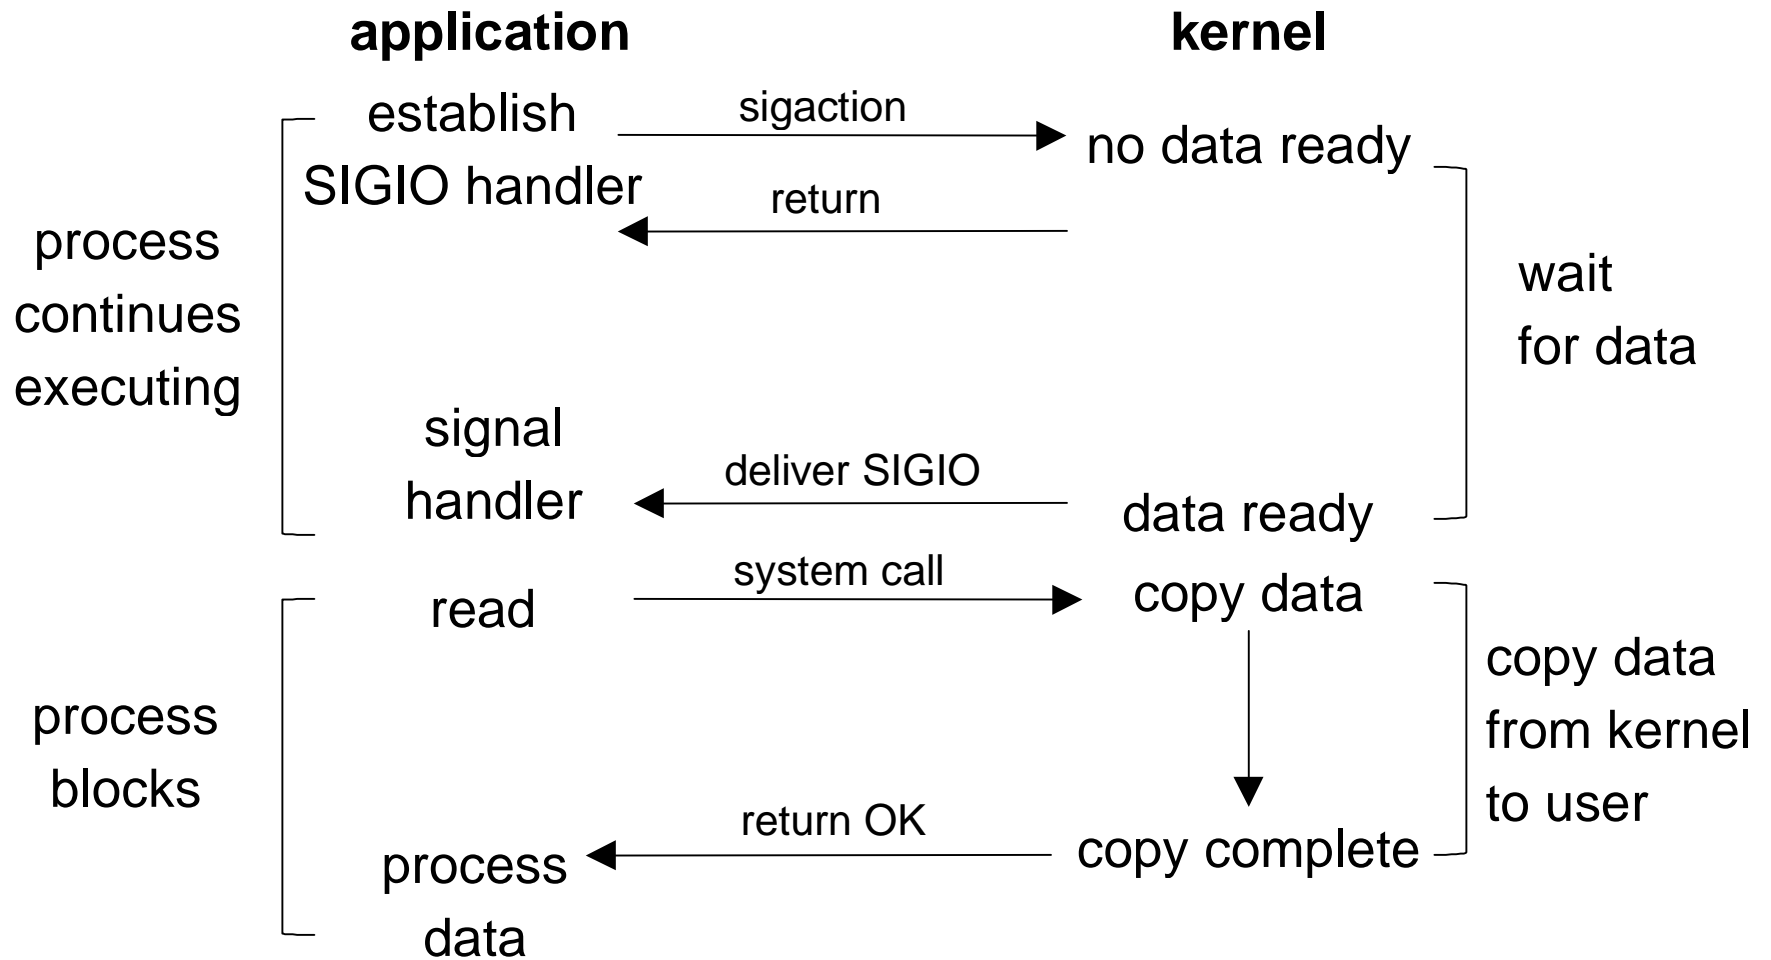 application
kernel
establish
SIGIO handler
sigaction
no data ready
return
process
continues
executing
wait
for data
signal
handler
deliver SIGIO
data ready
read
system call
copy data
process
blocks
copy data
from kernel
to user
return OK
copy complete
process
data